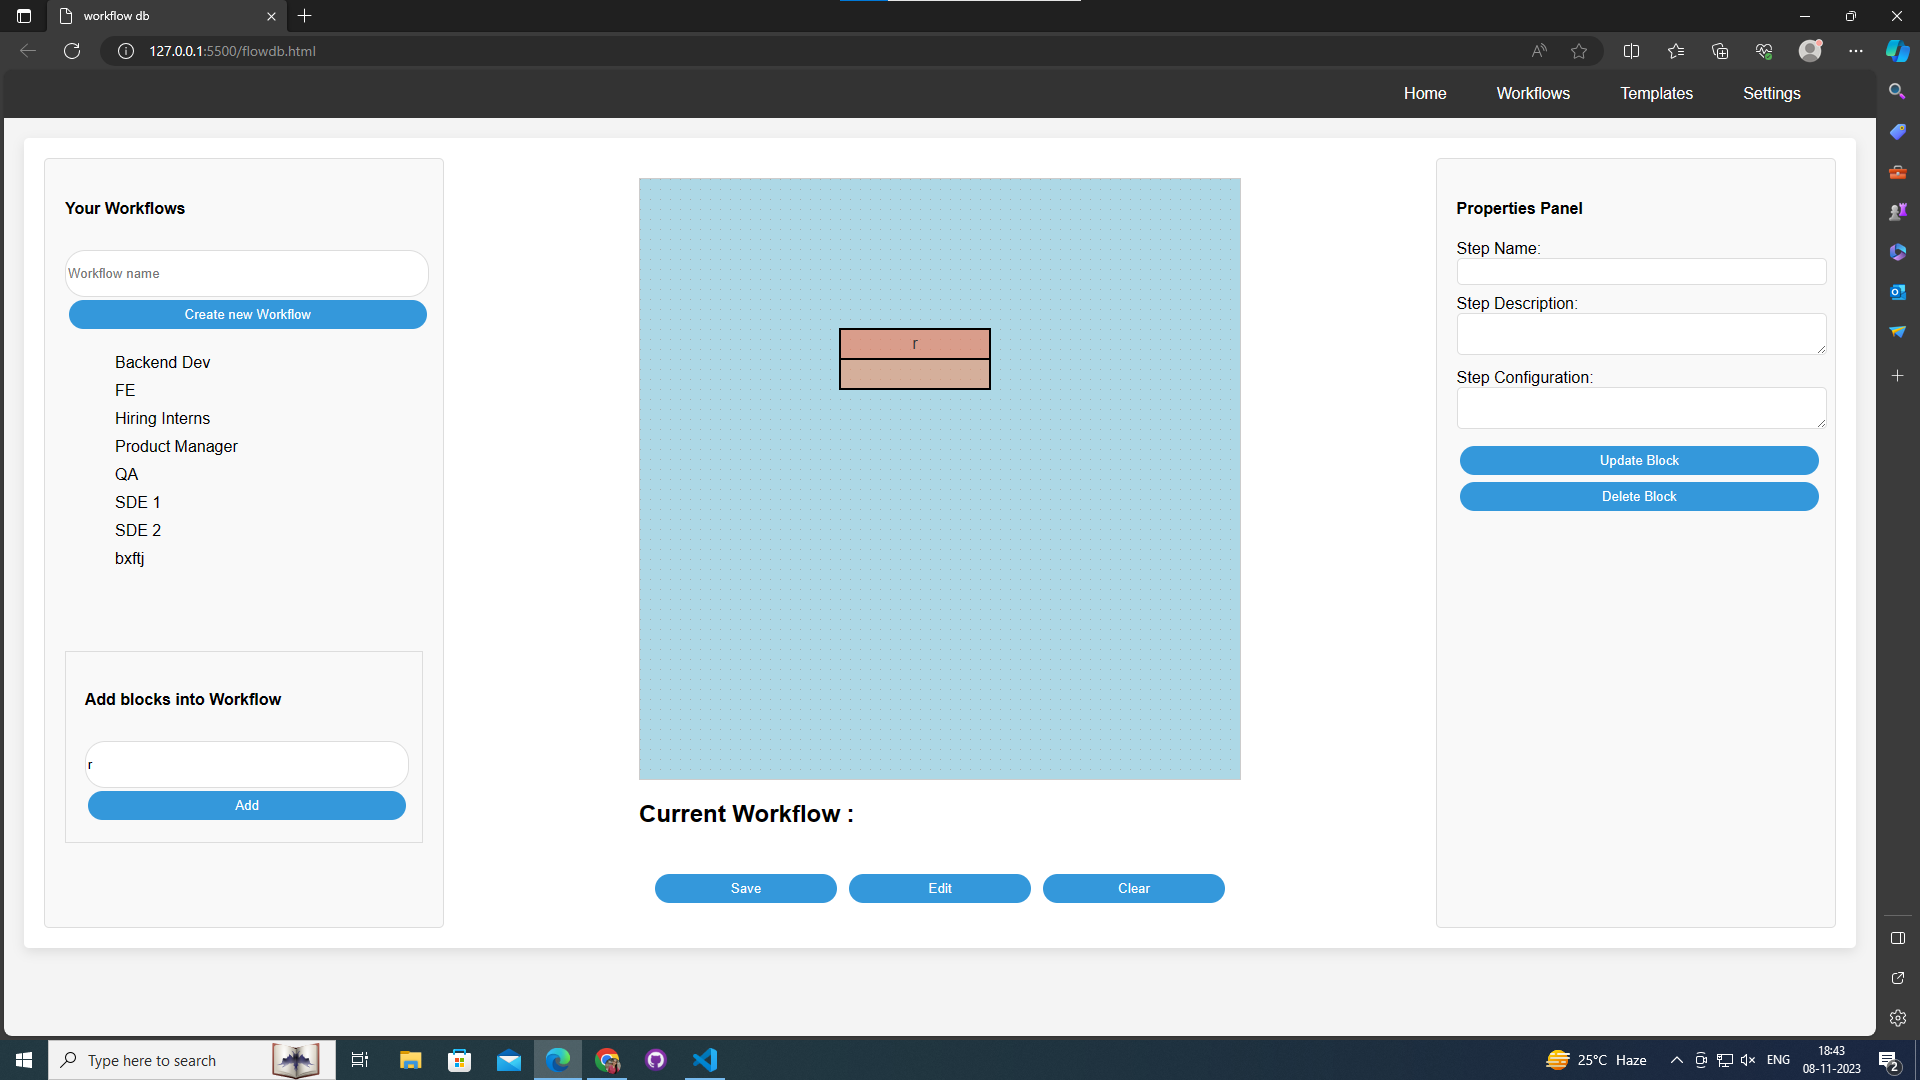 workflow db
127.0.0.1:5500/flowdb.html
Home Workflows Templates Settings
Your Workflows
Workflow name
Create new Workflow
Backend Dev
FE
Hiring Interns
Product Manager
QA
SDE 1
SDE 2
bxftj
Add blocks into Workflow
r
Add
r
Current Workflow :
Save Edit Clear
Properties Panel
Step Name:
Step Description:
Step Configuration:
Update Block
Delete Block
Type here to search
25°C Haze
ENG
18:43
08-11-2023
2